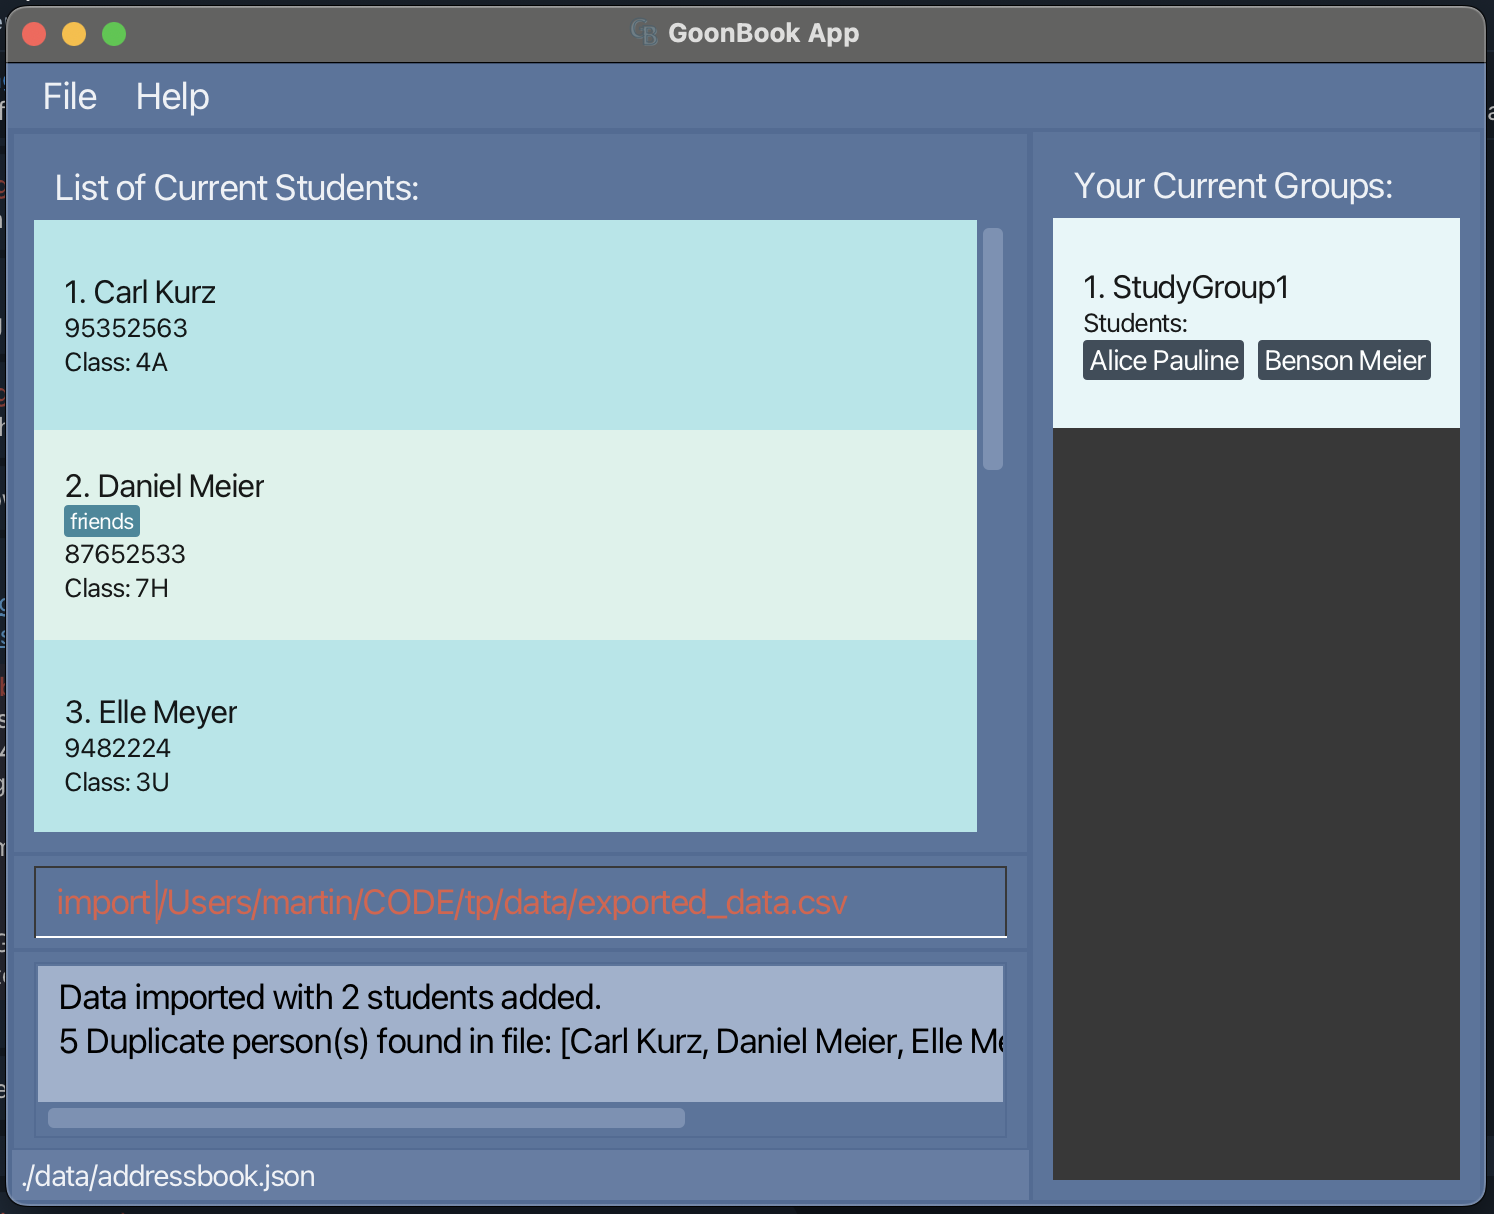 GoonBook App
File Help
List of Current Students:
1. Carl Kurz
95352563
Class: 4A
2. Daniel Meier
friends
87652533
Class: 7H
3. Elle Meyer
9482224
Class: 3U
import /Users/martin/CODE/tp/data/exported_data.csv
Data imported with 2 students added.
5 Duplicate person(s) found in file: [Carl Kurz, Daniel Meier, Elle Me
./data/addressbook.json
Your Current Groups:
1. StudyGroup1
Students:
Alice Pauline Benson Meier